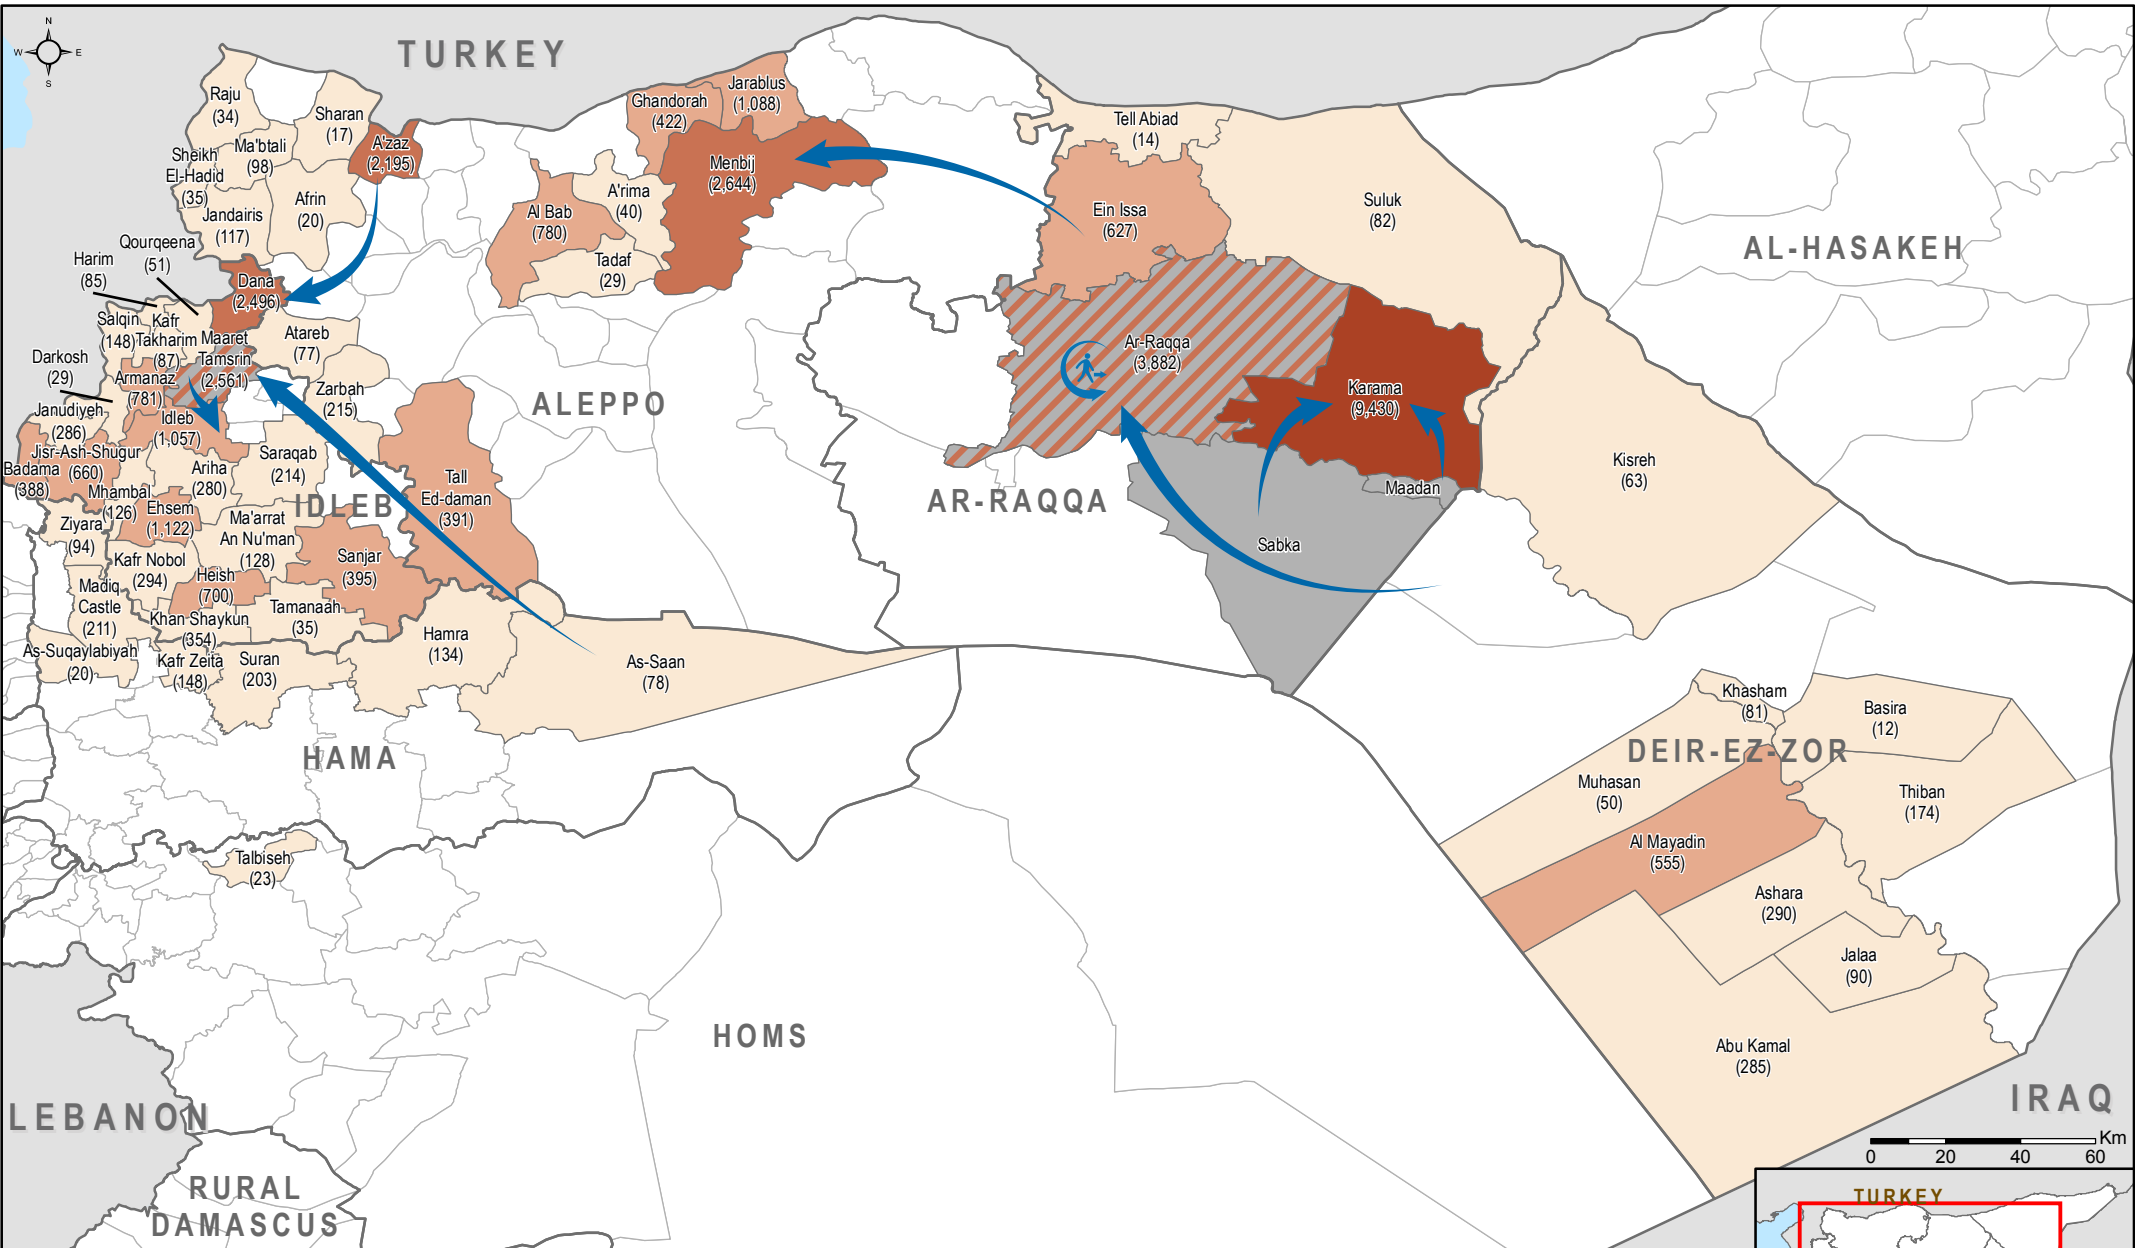 N
W
E
S
TURKEY
Raju
(34)
Sharan
(17)
A'zaz
(2,195)
Ma'btali
(98)
Sheikh
El-Hadid
(35)
Afrin
(20)
Jandairis
(117)
Qourqeena
(51)
Harim
(85)
Dana
(2,496)
Salqin
(148)
Kafr
Takharim
(87)
Maaret
Tamsrin
(2,561)
Atareb
(77)
Darkosh
(29)
Armanaz
(781)
Zarbah
(215)
Janudiyeh
(286)
Idleb
(1,057)
Jisr-Ash-Shugur
(660)
Badama
(388)
Ariha
(280)
Saraqab
(214)
IDLEB
Mhambal
(126)
Ehsem
(1,122)
Ziyara
(94)
Ma'arrat
An Nu'man
(128)
Kafr Nobol
(294)
Heish
(700)
Sanjar
(395)
Madiq
Castle
(211)
Khan Shaykun
(354)
Tamanaah
(35)
As-Suqaylabiyah
(20)
Kafr Zeita
(148)
Suran
(203)
Hamra
(134)
As-Saan
(78)
Tall
Ed-daman
(391)
ALEPPO
Ghandorah
(422)
Jarablus
(1,088)
Menbij
(2,644)
Al Bab
(780)
A'rima
(40)
Tadaf
(29)
Tell Abiad
(14)
Ein Issa
(627)
Suluk
(82)
AL-HASAKEH
Ar-Raqqa
(3,882)
Karama
(9,430)
AR-RAQQA
Maadan
Sabka
Kisreh
(63)
HAMA
Talbiseh
(23)
HOMS
Khasham
(81)
Basira
(12)
DEIR-EZ-ZOR
Muhasan
(50)
Thiban
(174)
Al Mayadin
(555)
Ashara
(290)
Jalaa
(90)
Abu Kamal
(285)
IRAQ
LEBANON
RURAL
DAMASCUS
Km
0 20 40 60
TURKEY